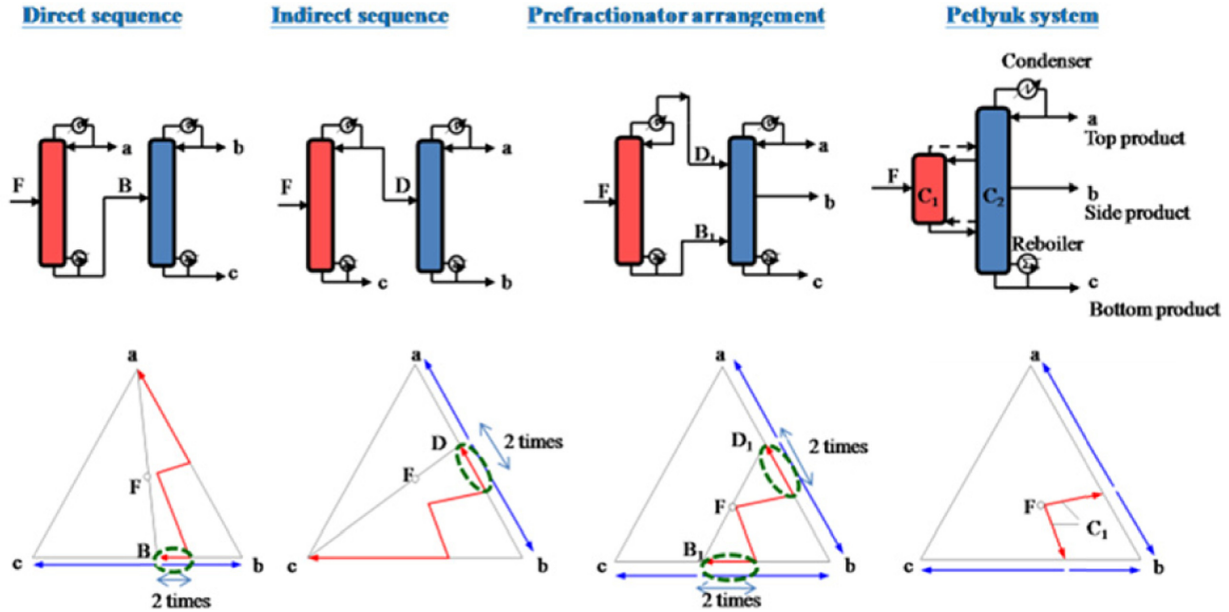 Direct sequence
Indirect sequence
Prefractionator arrangement
Petlyuk system
F
a
B
b
c
F
D
a
c
b
F
D₁
B₁
a
b
c
Condenser
a
Top product
F
C₁
C₂
b
Side product
Reboiler
c
Bottom product
a
F
B
c
b
2 times
a
D
2 times
F
c
b
a
D₁
2 times
F
B₁
c
b
2 times
a
F
C₁
c
b